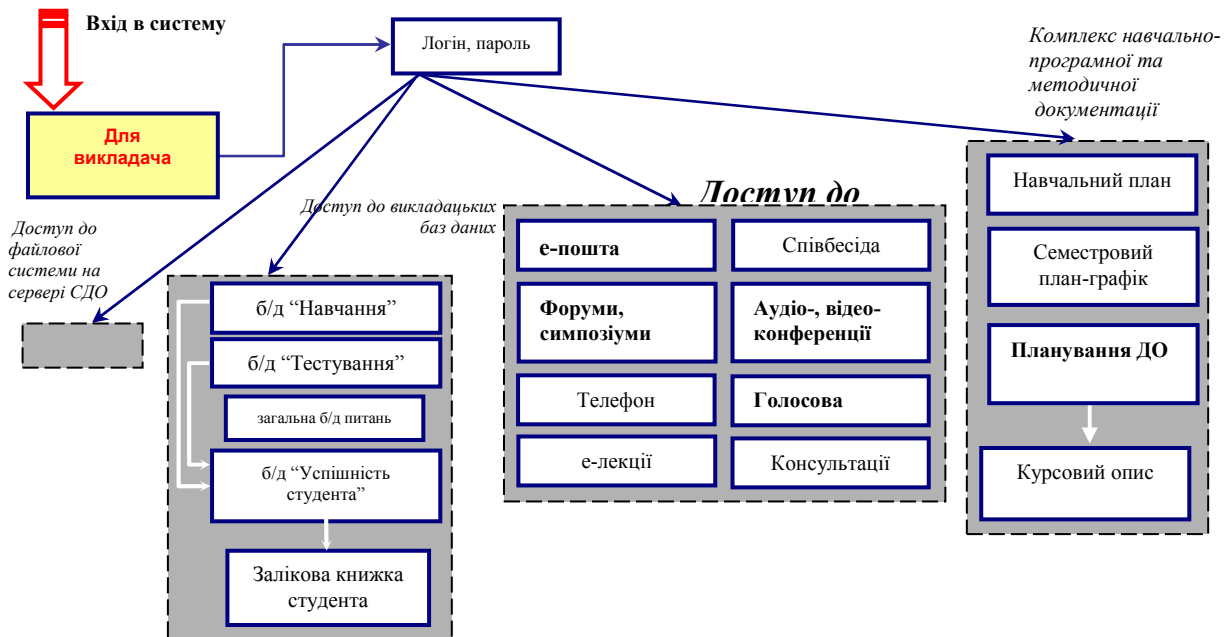 Вхід в систему
Логін, пароль
Комплекс навчально-
програмної та
методичної
документації
Для
викладача
Доступ до
файлової
системи на
сервері СДО
Доступ до викладацьких
баз даних
б/д “Навчання”
б/д “Тестування”
загальна б/д питань
б/д “Успішність
студента”
Залікова книжка
студента
Доступ до
е-пошта
Співбесіда
Форуми,
симпозіуми
Аудіо-, відео-
конференції
Телефон
Голосова
е-лекції
Консультації
Навчальний план
Семестровий
план-графік
Планування ДО
Курсовий опис